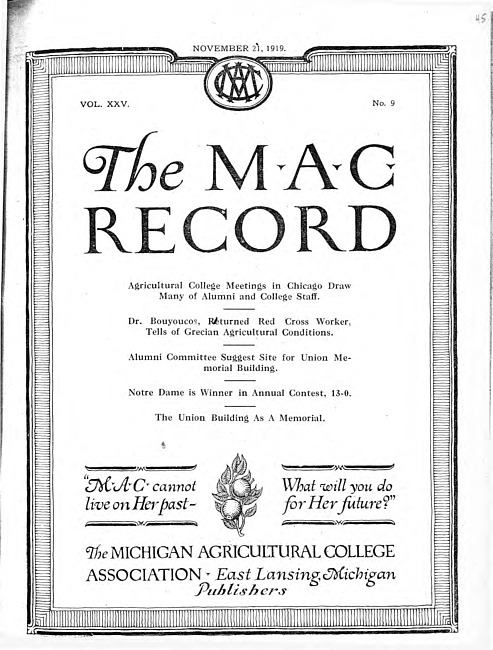 45
NOVEMBER 21, 1919.
MAC
VOL. XXV.
No. 9
The M·A·C
RECORD
Agricultural College Meetings in Chicago Draw
Many of Alumni and College Staff.
Dr. Bouyoucos, Returned Red Cross Worker,
Tells of Grecian Agricultural Conditions.
Alumni Committee Suggest Site for Union Me-
morial Building.
Notre Dame is Winner in Annual Contest, 13-0.
The Union Building As A Memorial.
"M·A·C· cannot
live on Her past-
What will you do
for Her future?"
The MICHIGAN AGRICULTURAL COLLEGE
ASSOCIATION · East Lansing, Michigan
Publishers